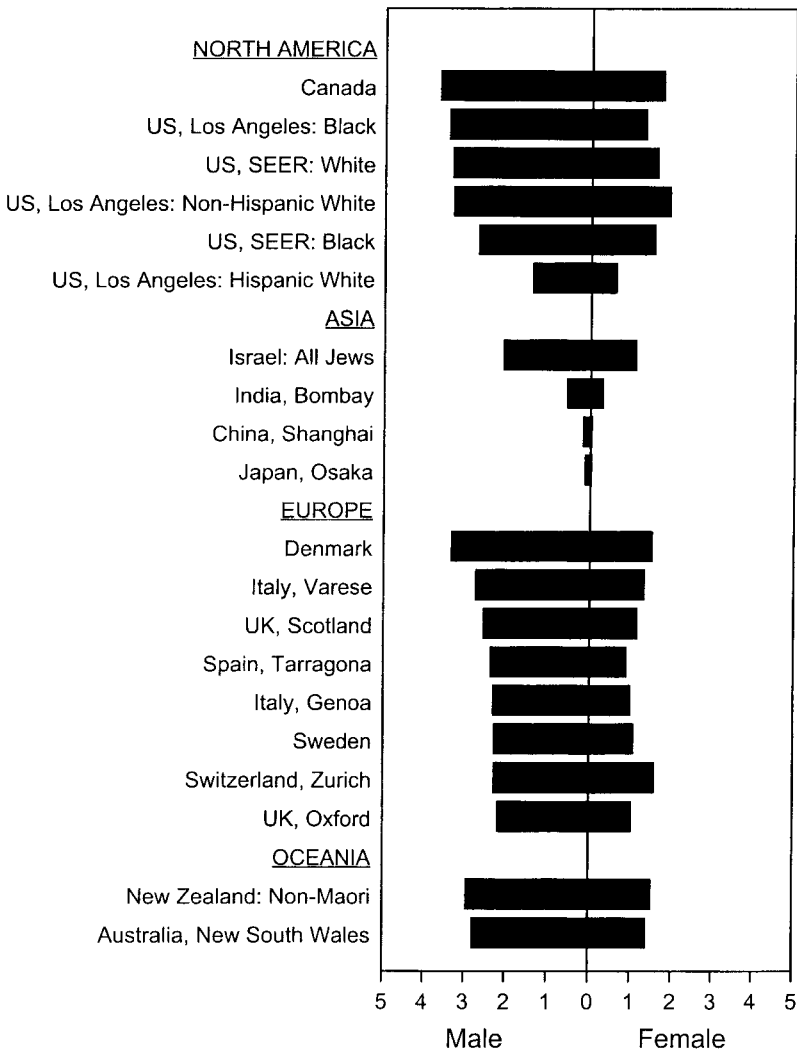 NORTH AMERICA
Canada
US, Los Angeles: Black
US, SEER: White
US, Los Angeles: Non-Hispanic White
US, SEER: Black
US, Los Angeles: Hispanic White
ASIA
Israel: All Jews
India, Bombay
China, Shanghai
Japan, Osaka
EUROPE
Denmark
Italy, Varese
UK, Scotland
Spain, Tarragona
Italy, Genoa
Sweden
Switzerland, Zurich
UK, Oxford
OCEANIA
New Zealand: Non-Maori
Australia, New South Wales
5 4 3 2 1 0 1 2 3 4 5
Male Female